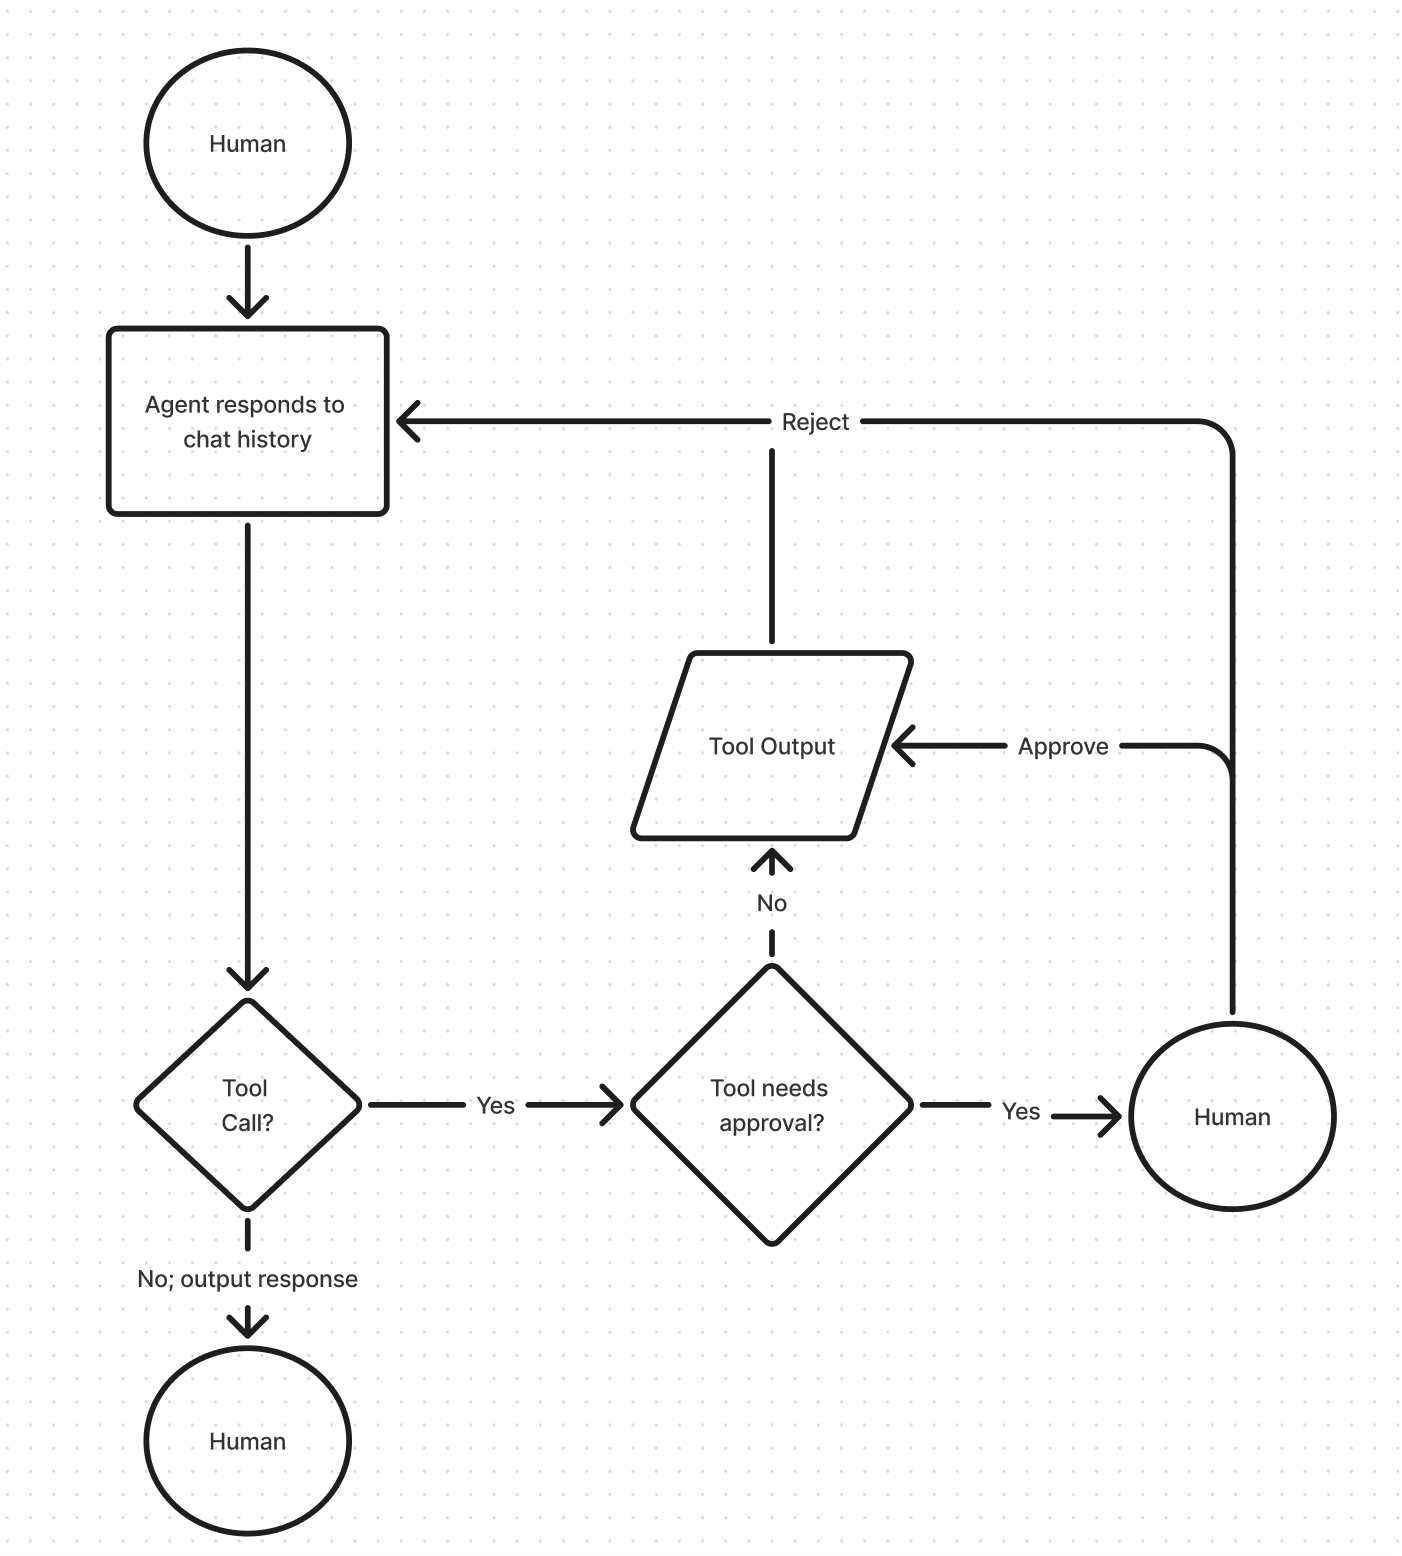 Human
Agent responds to
chat history
Reject
Tool Output
Approve
No
Tool
Call?
Yes
Tool needs
approval?
Yes
Human
No; output response
Human